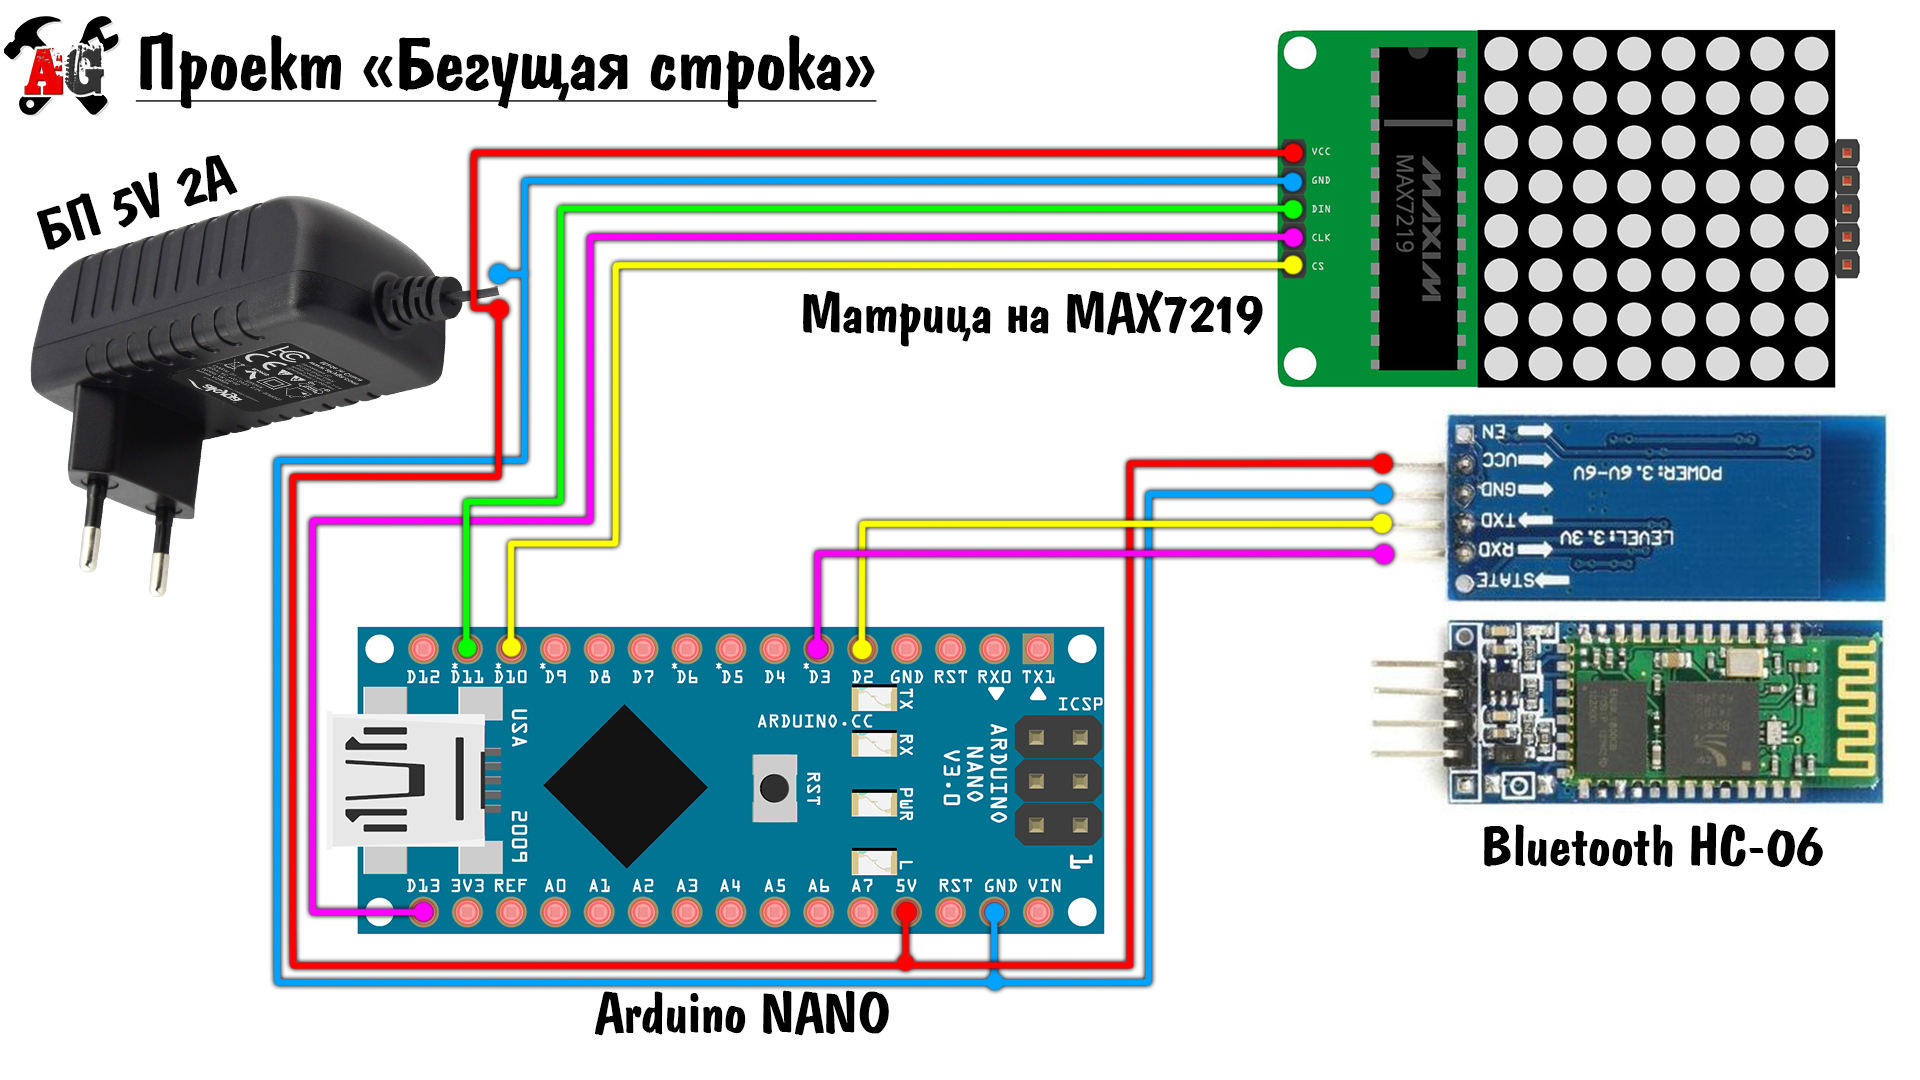 AG
Проект «Бегущая строка»
БП 5V 2A
VCC
GND
DIN
CLK
CS
MAXIM
MAX7219
Матрица на MAX7219
EN
VCC
GND
TXD
RXD
STATE
POWER:3.6V-6V
LEVEL:3.3V
Bluetooth HC-06
D12 D11 D10 D9 D8 D7 D6 D5 D4 D3 D2 GND RST RX0 TX1
* * * * * *
USA
2009
ARDUINO.CC
RST
TX
RX
PWR
L
ARDUINO
NANO
V3.0
ICSP
1
D13 3V3 REF A0 A1 A2 A3 A4 A5 A6 A7 5V RST GND VIN
Arduino NANO